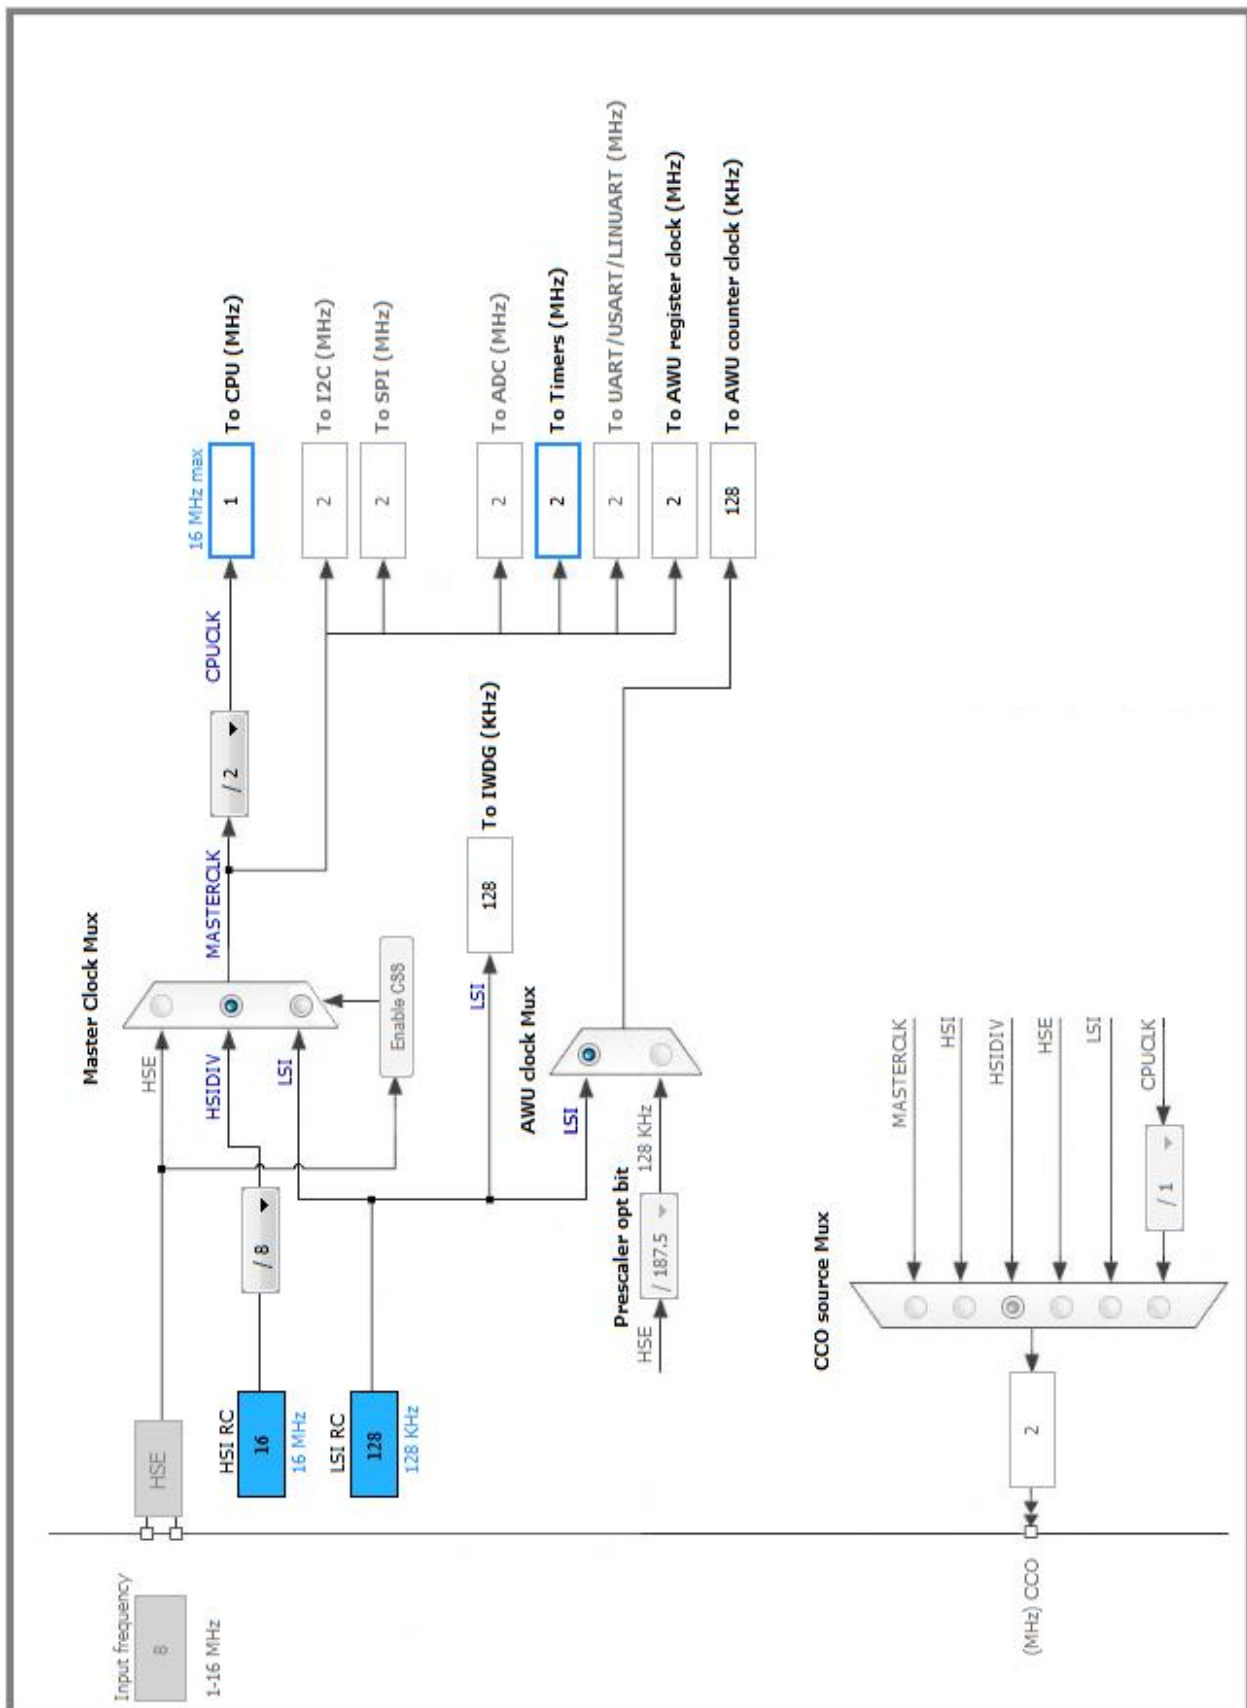 Input frequency
8
1-16 MHz
HSE
HSI RC
16
16 MHz
LSI RC
128
128 KHz
/ 8
HSE
HSIDIV
LSI
Master Clock Mux
Enable CSS
MASTERCLK
/ 2
CPUCLK
16 MHz max
1
To CPU (MHz)
2
To I2C (MHz)
2
To SPI (MHz)
2
To ADC (MHz)
2
To Timers (MHz)
2
To UART/USART/LINUART (MHz)
2
To AWU register clock (MHz)
128
To AWU counter clock (KHz)
LSI
128
To IWDG (KHz)
AWU clock Mux
LSI
Prescaler opt bit
HSE
/ 187.5
128 KHz
CCO source Mux
MASTERCLK
HSI
HSIDIV
HSE
LSI
CPUCLK
/ 1
2
(MHz) CCO